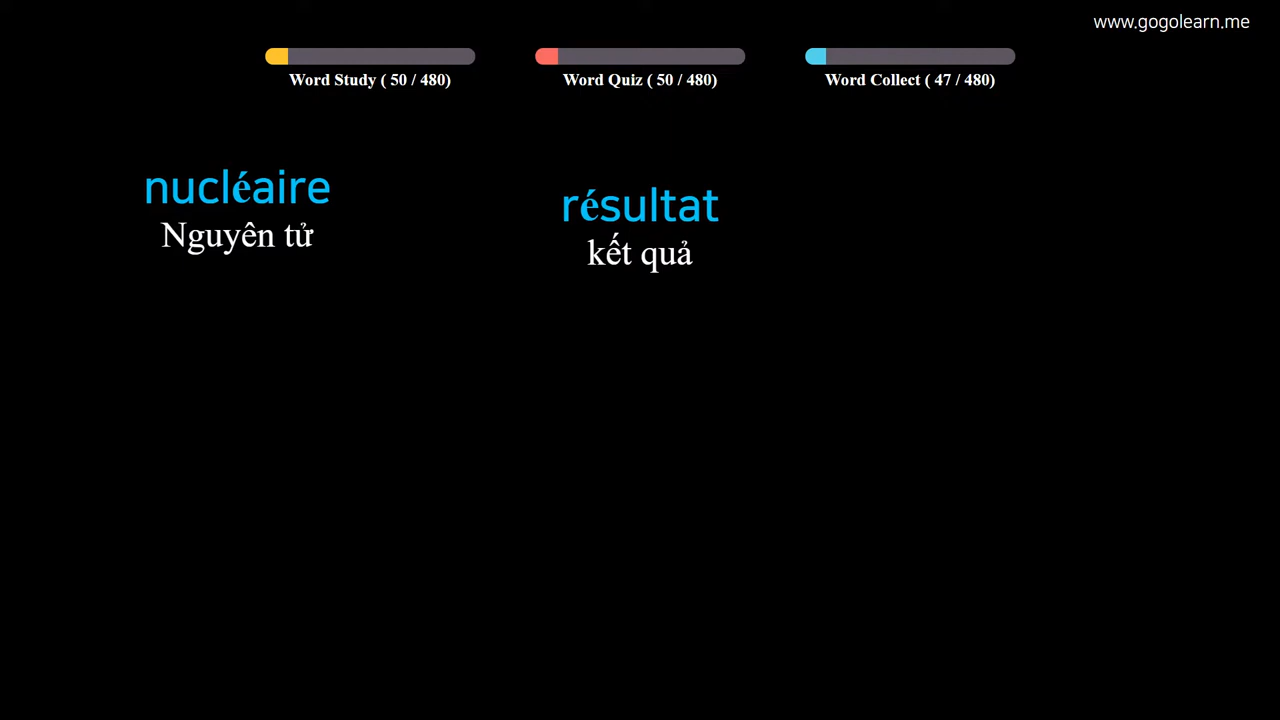 www.gogolearn.me
Word Study ( 50 / 480)
Word Quiz ( 50 / 480)
Word Collect ( 47 / 480)
nucléaire
Nguyên tử
résultat
kết quả